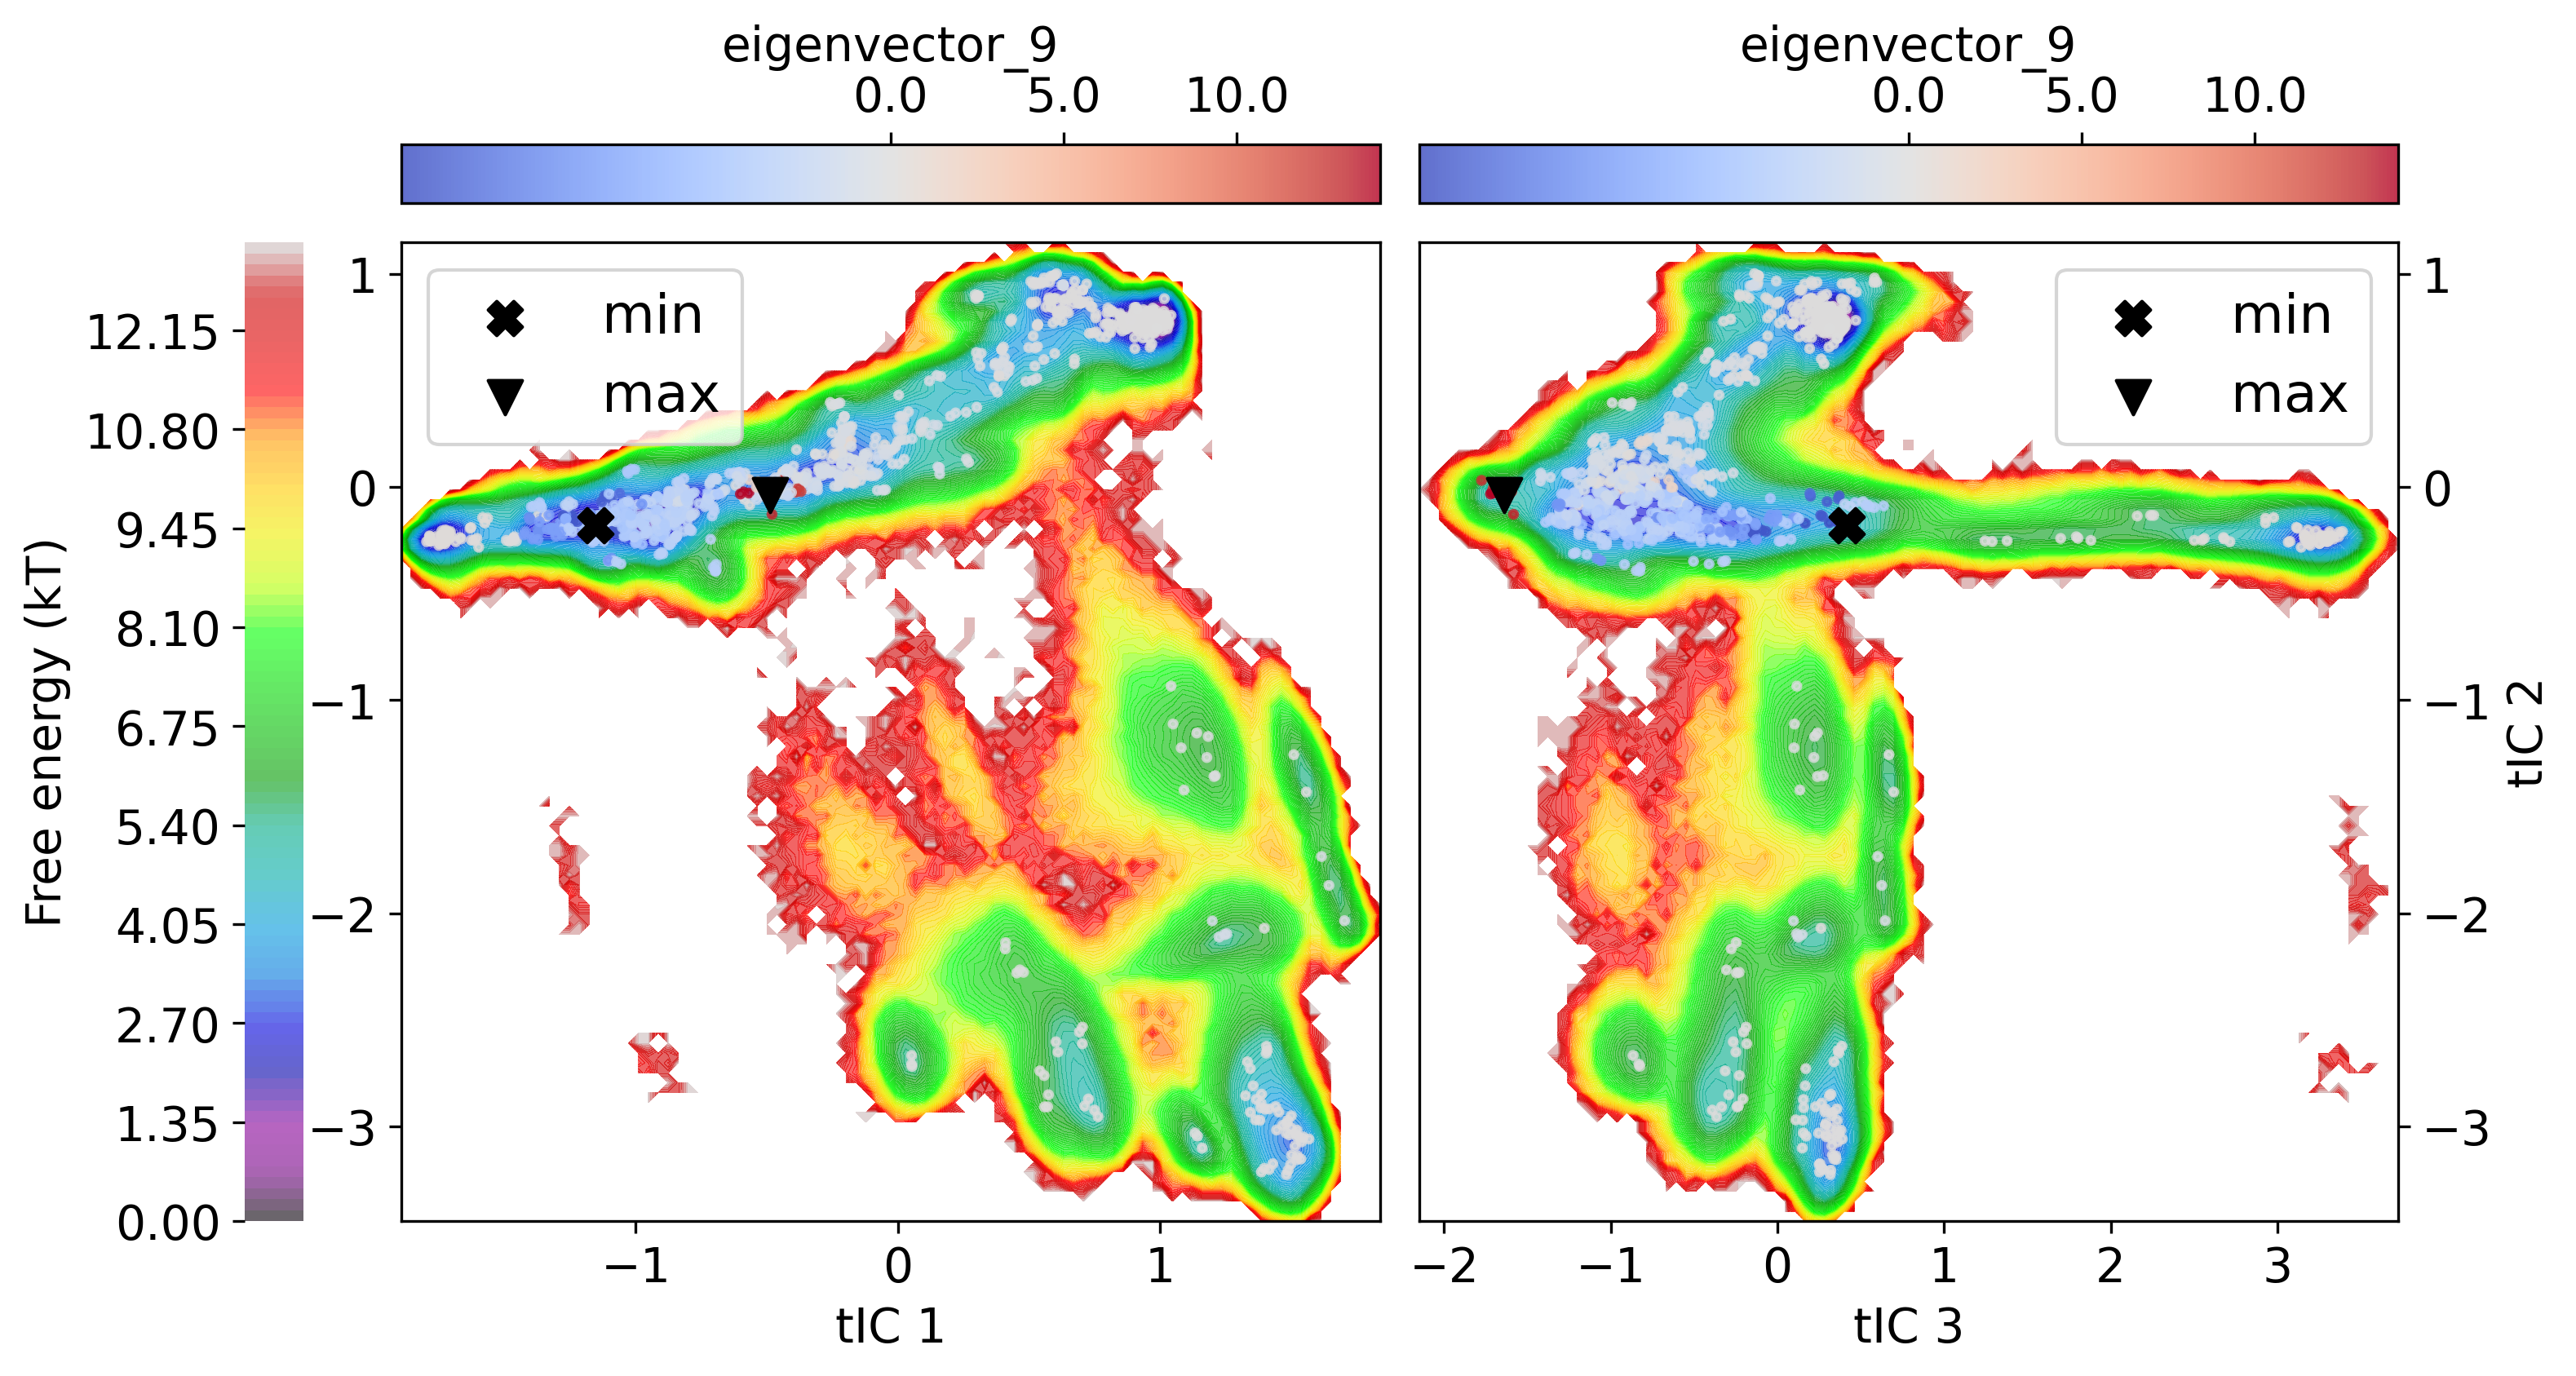 eigenvector_9
0.0 5.0 10.0
eigenvector_9
0.0 5.0 10.0
Free energy (kT)
12.15
10.80
9.45
8.10
6.75
5.40
4.05
2.70
1.35
0.00
1
0
−1
−2
−3
min
max
−1 0 1
tIC 1
min
max
−2 −1 0 1 2 3
tIC 3
1
0
−1
−2
−3
tIC 2